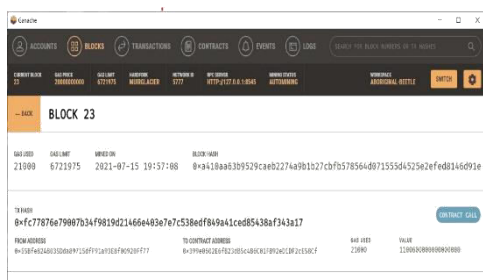 Ganache
ACCOUNTS BLOCKS TRANSACTIONS CONTRACTS EVENTS LOGS SEARCH FOR BLOCK NUMBERS OR TX HASHES
CURRENT BLOCK GAS PRICE GAS LIMIT HARDFORK NETWORK ID RPC SERVER MINING STATUS WORKSPACE
23 20000000000 6721975 MUIRGLACIER 5777 HTTP://127.0.0.1:8545 AUTOMINING ABORIGINAL-BEETLE SWITCH
← BACK BLOCK 23
GAS USED GAS LIMIT MINED ON BLOCK HASH
21000 6721975 2021-07-15 19:57:08
TX HASH
CONTRACT CALL
FROM ADDRESS TO CONTRACT ADDRESS GAS USED VALUE
21000